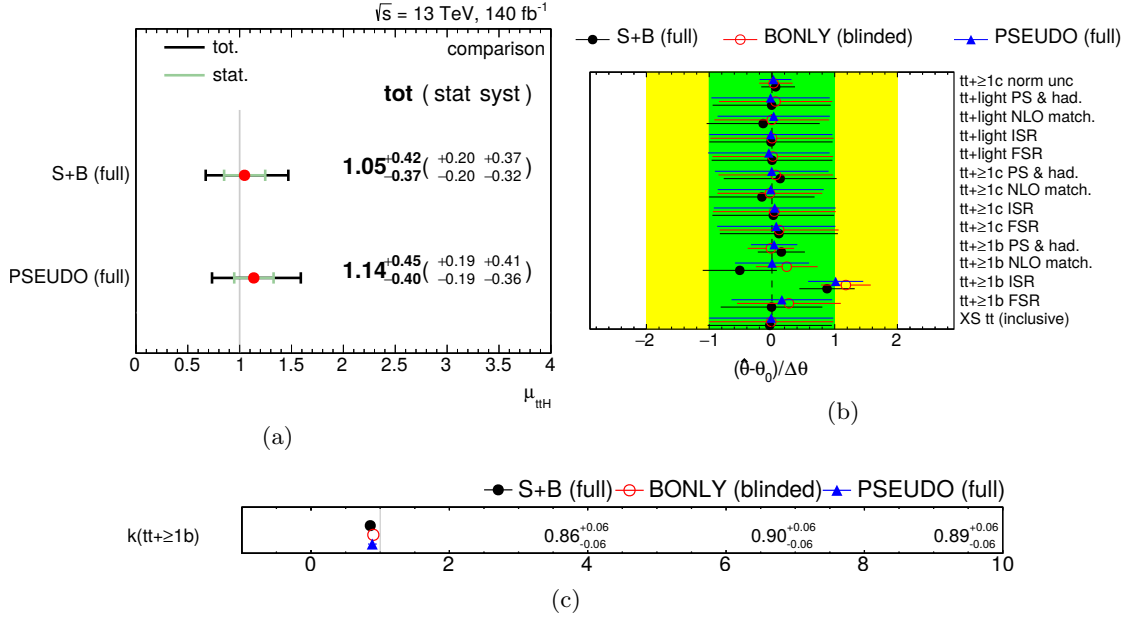 √s = 13 TeV, 140 fb⁻¹
tot.
stat.
comparison
tot ( stat syst )
S+B (full)
1.05 +0.42 −0.37 ( +0.20 −0.20 +0.37 −0.32 )
PSEUDO (full)
1.14 +0.45 −0.40 ( +0.19 −0.19 +0.41 −0.36 )
0 0.5 1 1.5 2 2.5 3 3.5 4
μ_ttH
(a)
S+B (full) BONLY (blinded) PSEUDO (full)
tt+≥1c norm unc
tt+light PS & had.
tt+light NLO match.
tt+light ISR
tt+light FSR
tt+≥1c PS & had.
tt+≥1c NLO match.
tt+≥1c ISR
tt+≥1c FSR
tt+≥1b PS & had.
tt+≥1b NLO match.
tt+≥1b ISR
tt+≥1b FSR
XS tt (inclusive)
−2 −1 0 1 2
(θ̂-θ₀)/Δθ
(b)
S+B (full) BONLY (blinded) PSEUDO (full)
k(tt+≥1b)
0.86 +0.06 −0.06 0.90 +0.06 −0.06 0.89 +0.06 −0.06
0 2 4 6 8 10
(c)